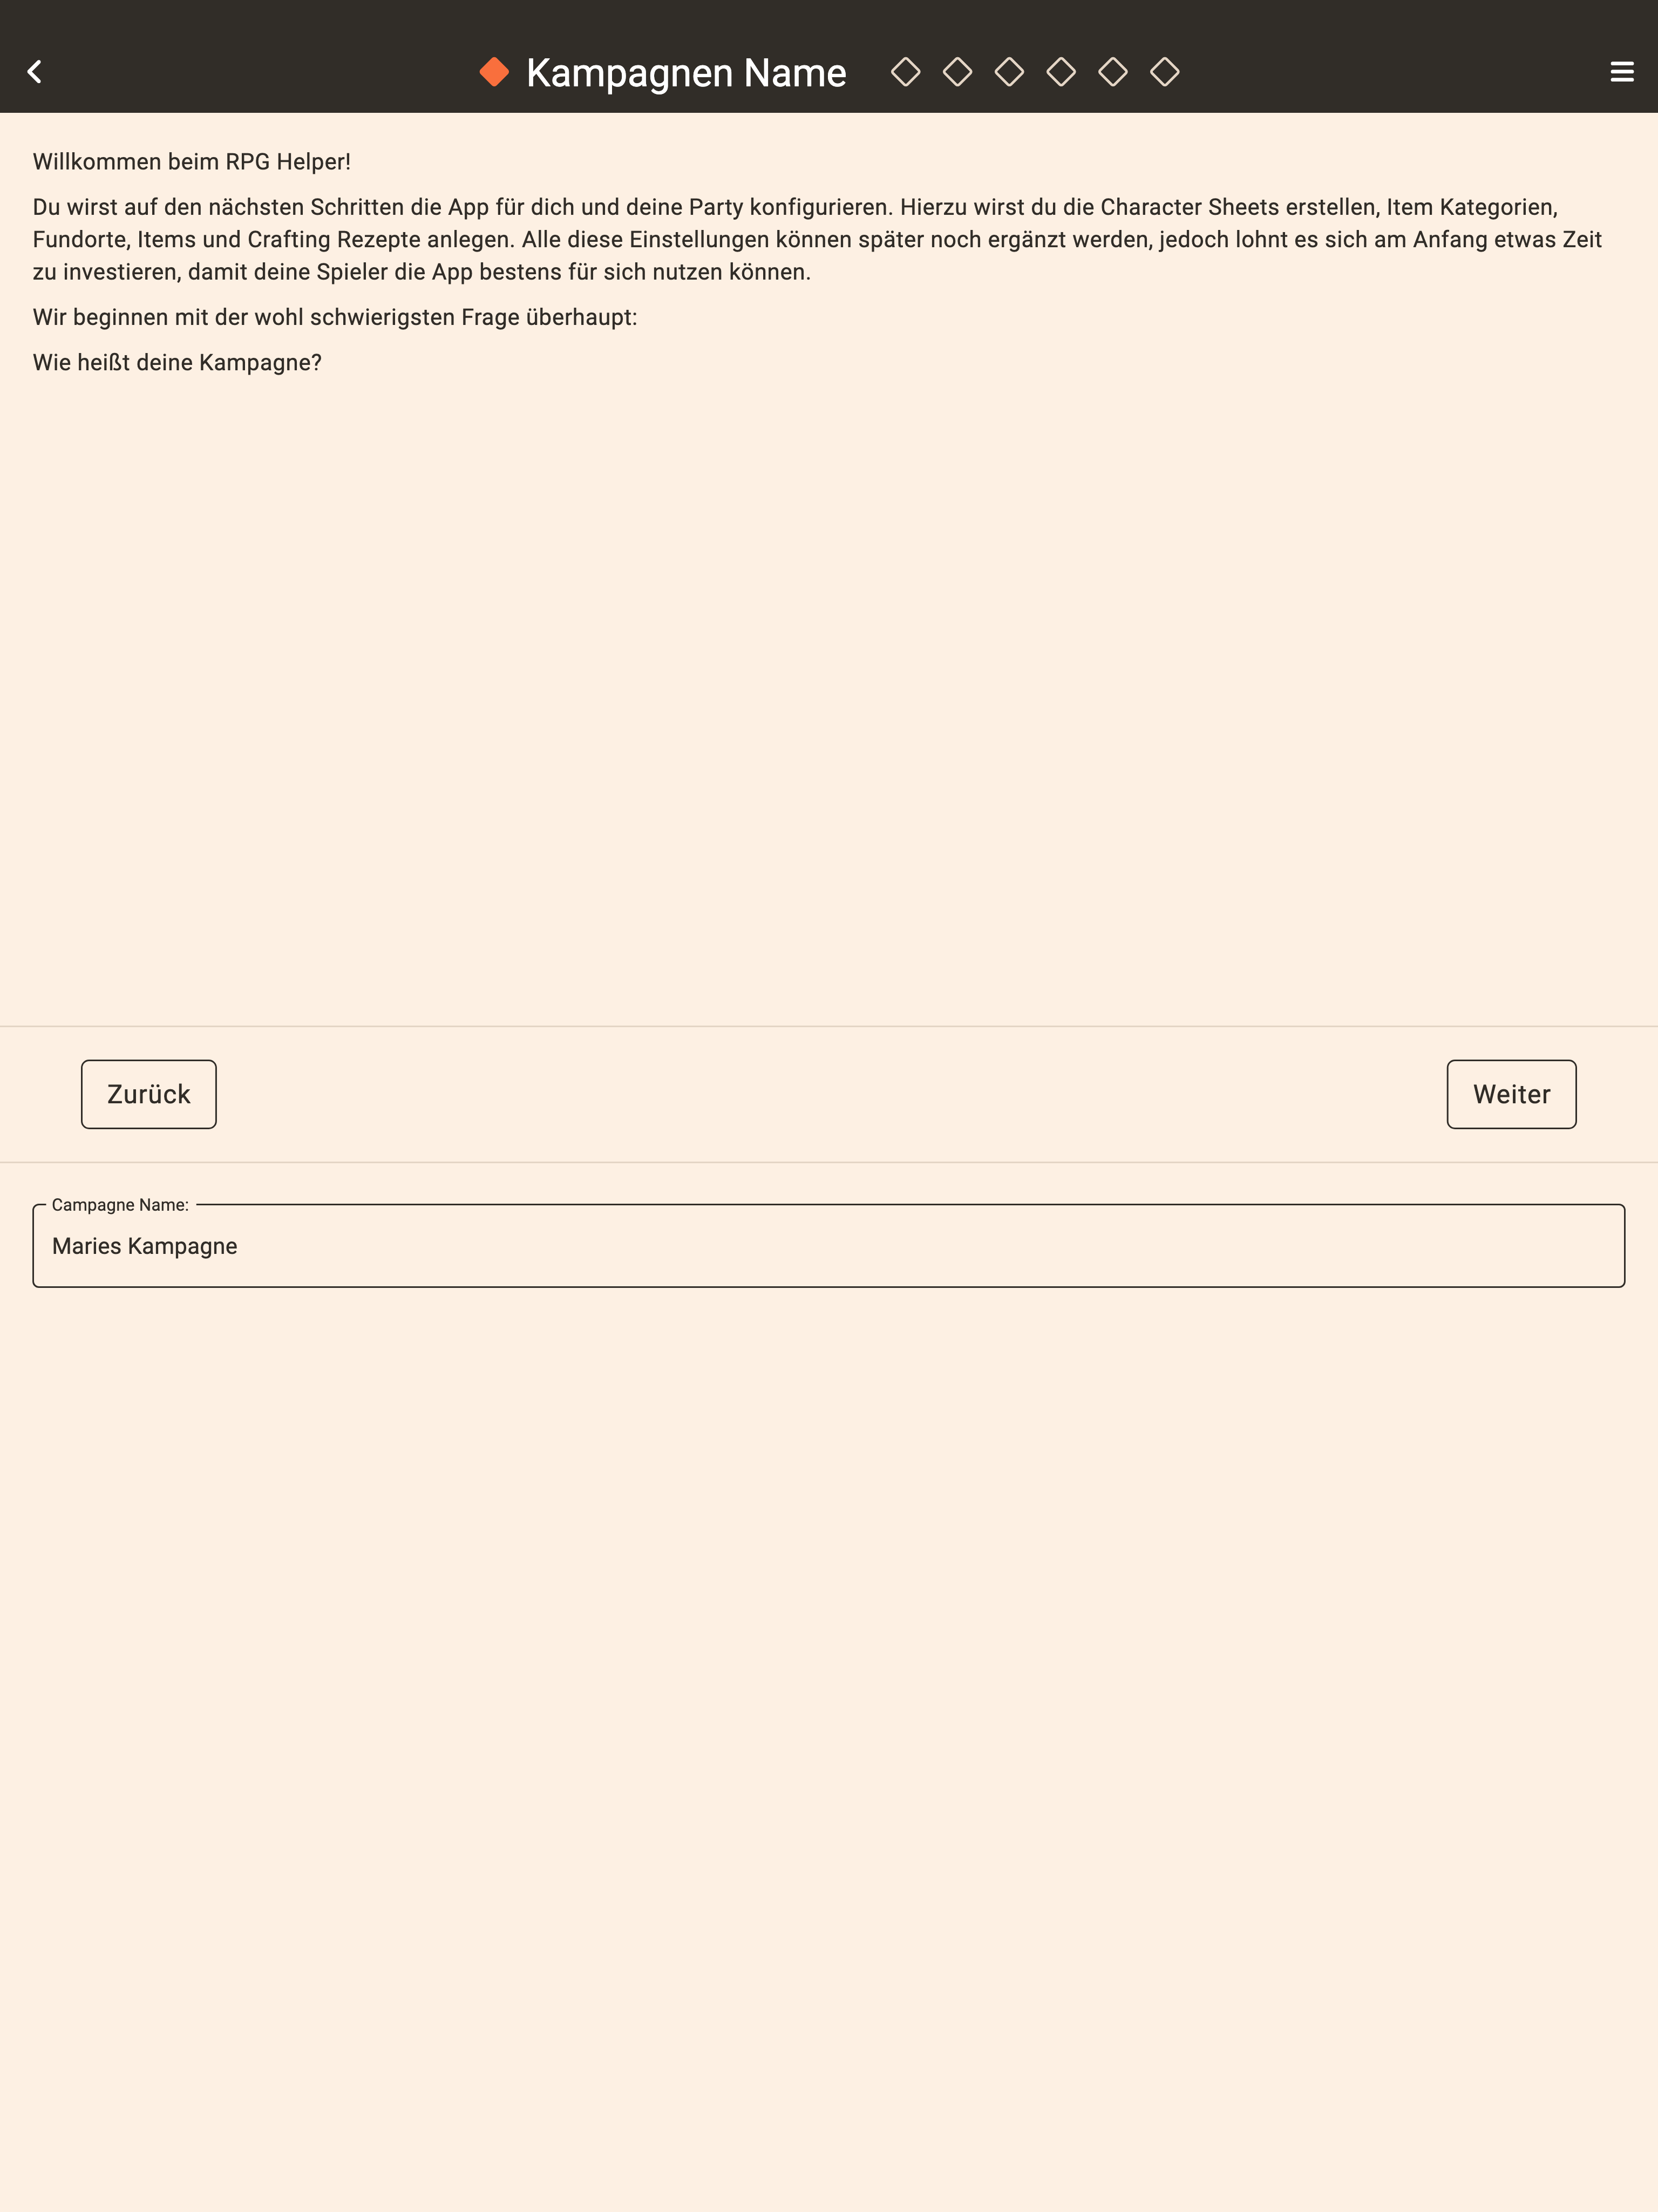 Kampagnen Name
Willkommen beim RPG Helper!
Du wirst auf den nächsten Schritten die App für dich und deine Party konfigurieren. Hierzu wirst du die Character Sheets erstellen, Item Kategorien,
Fundorte, Items und Crafting Rezepte anlegen. Alle diese Einstellungen können später noch ergänzt werden, jedoch lohnt es sich am Anfang etwas Zeit
zu investieren, damit deine Spieler die App bestens für sich nutzen können.
Wir beginnen mit der wohl schwierigsten Frage überhaupt:
Wie heißt deine Kampagne?
Zurück
Weiter
Campagne Name:
Maries Kampagne